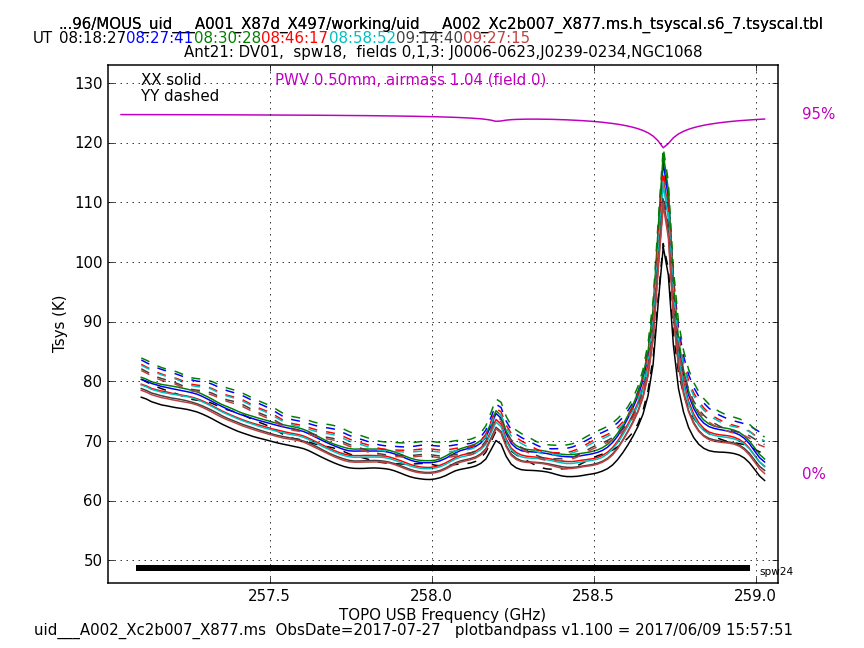 ...96/MOUS_uid___A001_X87d_X497/working/uid___A002_Xc2b007_X877.ms.h_tsyscal.s6_7.tsyscal.tbl
UT 08:18:27 08:27:41 08:30:28 08:46:17 08:58:52 09:14:40 09:27:15
Ant21: DV01,  spw18,  fields 0,1,3: J0006-0623,J0239-0234,NGC1068
XX solid
PWV 0.50mm, airmass 1.04 (field 0)
YY dashed
130
120
110
100
90
80
70
60
50
Tsys (K)
95%
0%
spw24
257.5 258.0 258.5 259.0
TOPO USB Frequency (GHz)
uid___A002_Xc2b007_X877.ms  ObsDate=2017-07-27   plotbandpass v1.100 = 2017/06/09 15:57:51